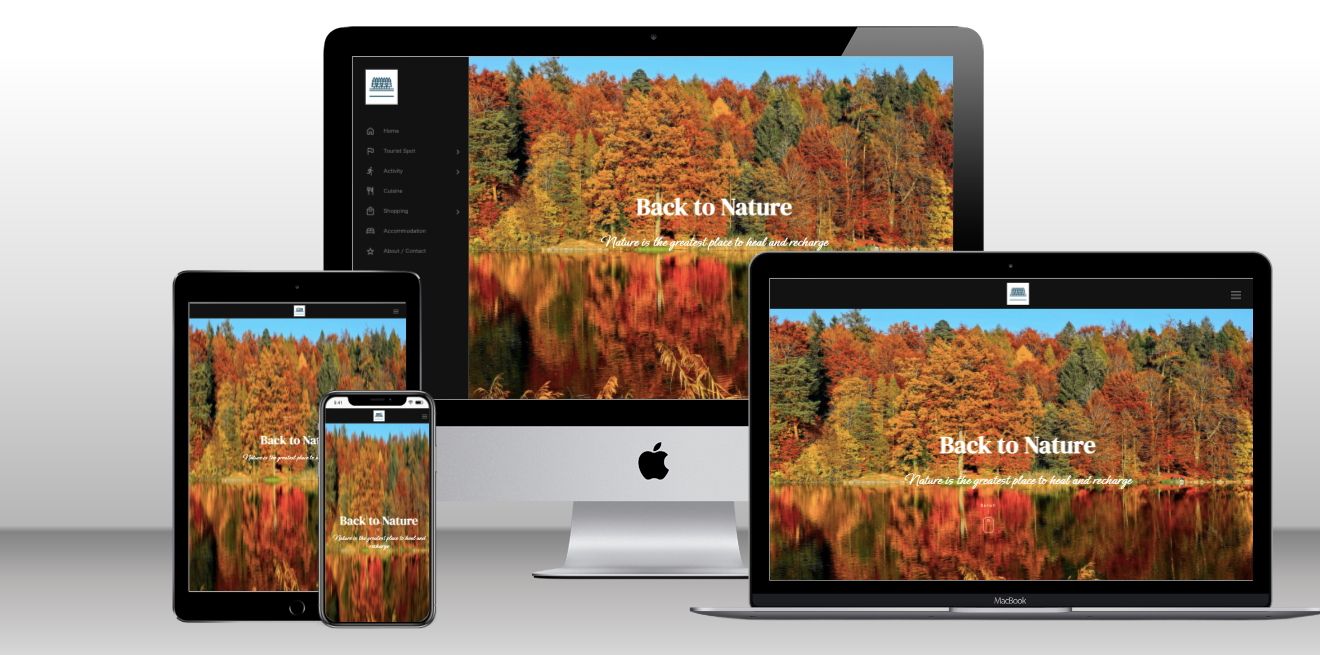 Home
Tourist Spot
Activity
Cuisine
Shopping
Accommodation
About / Contact
Back to Nature
Nature is the greatest place to heal and recharge
Back to Na
Nature is the greatest place to
9:41
Back to Nature
Nature is the greatest place to heal and
recharge
Back to Nature
Nature is the greatest place to heal and recharge
Scroll
MacBook